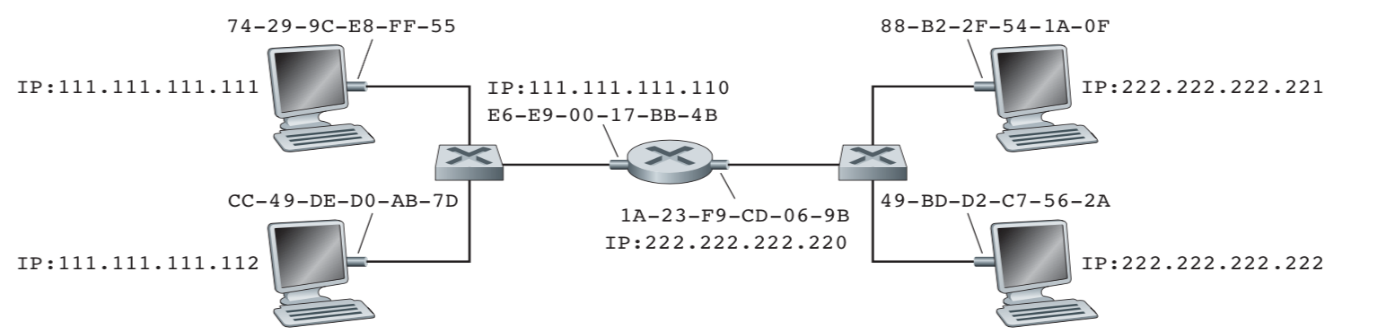 74-29-9C-E8-FF-55
88-B2-2F-54-1A-0F
IP:111.111.111.111
IP:111.111.111.110
E6-E9-00-17-BB-4B
IP:222.222.222.221
CC-49-DE-D0-AB-7D
1A-23-F9-CD-06-9B
IP:222.222.222.220
49-BD-D2-C7-56-2A
IP:111.111.111.112
IP:222.222.222.222